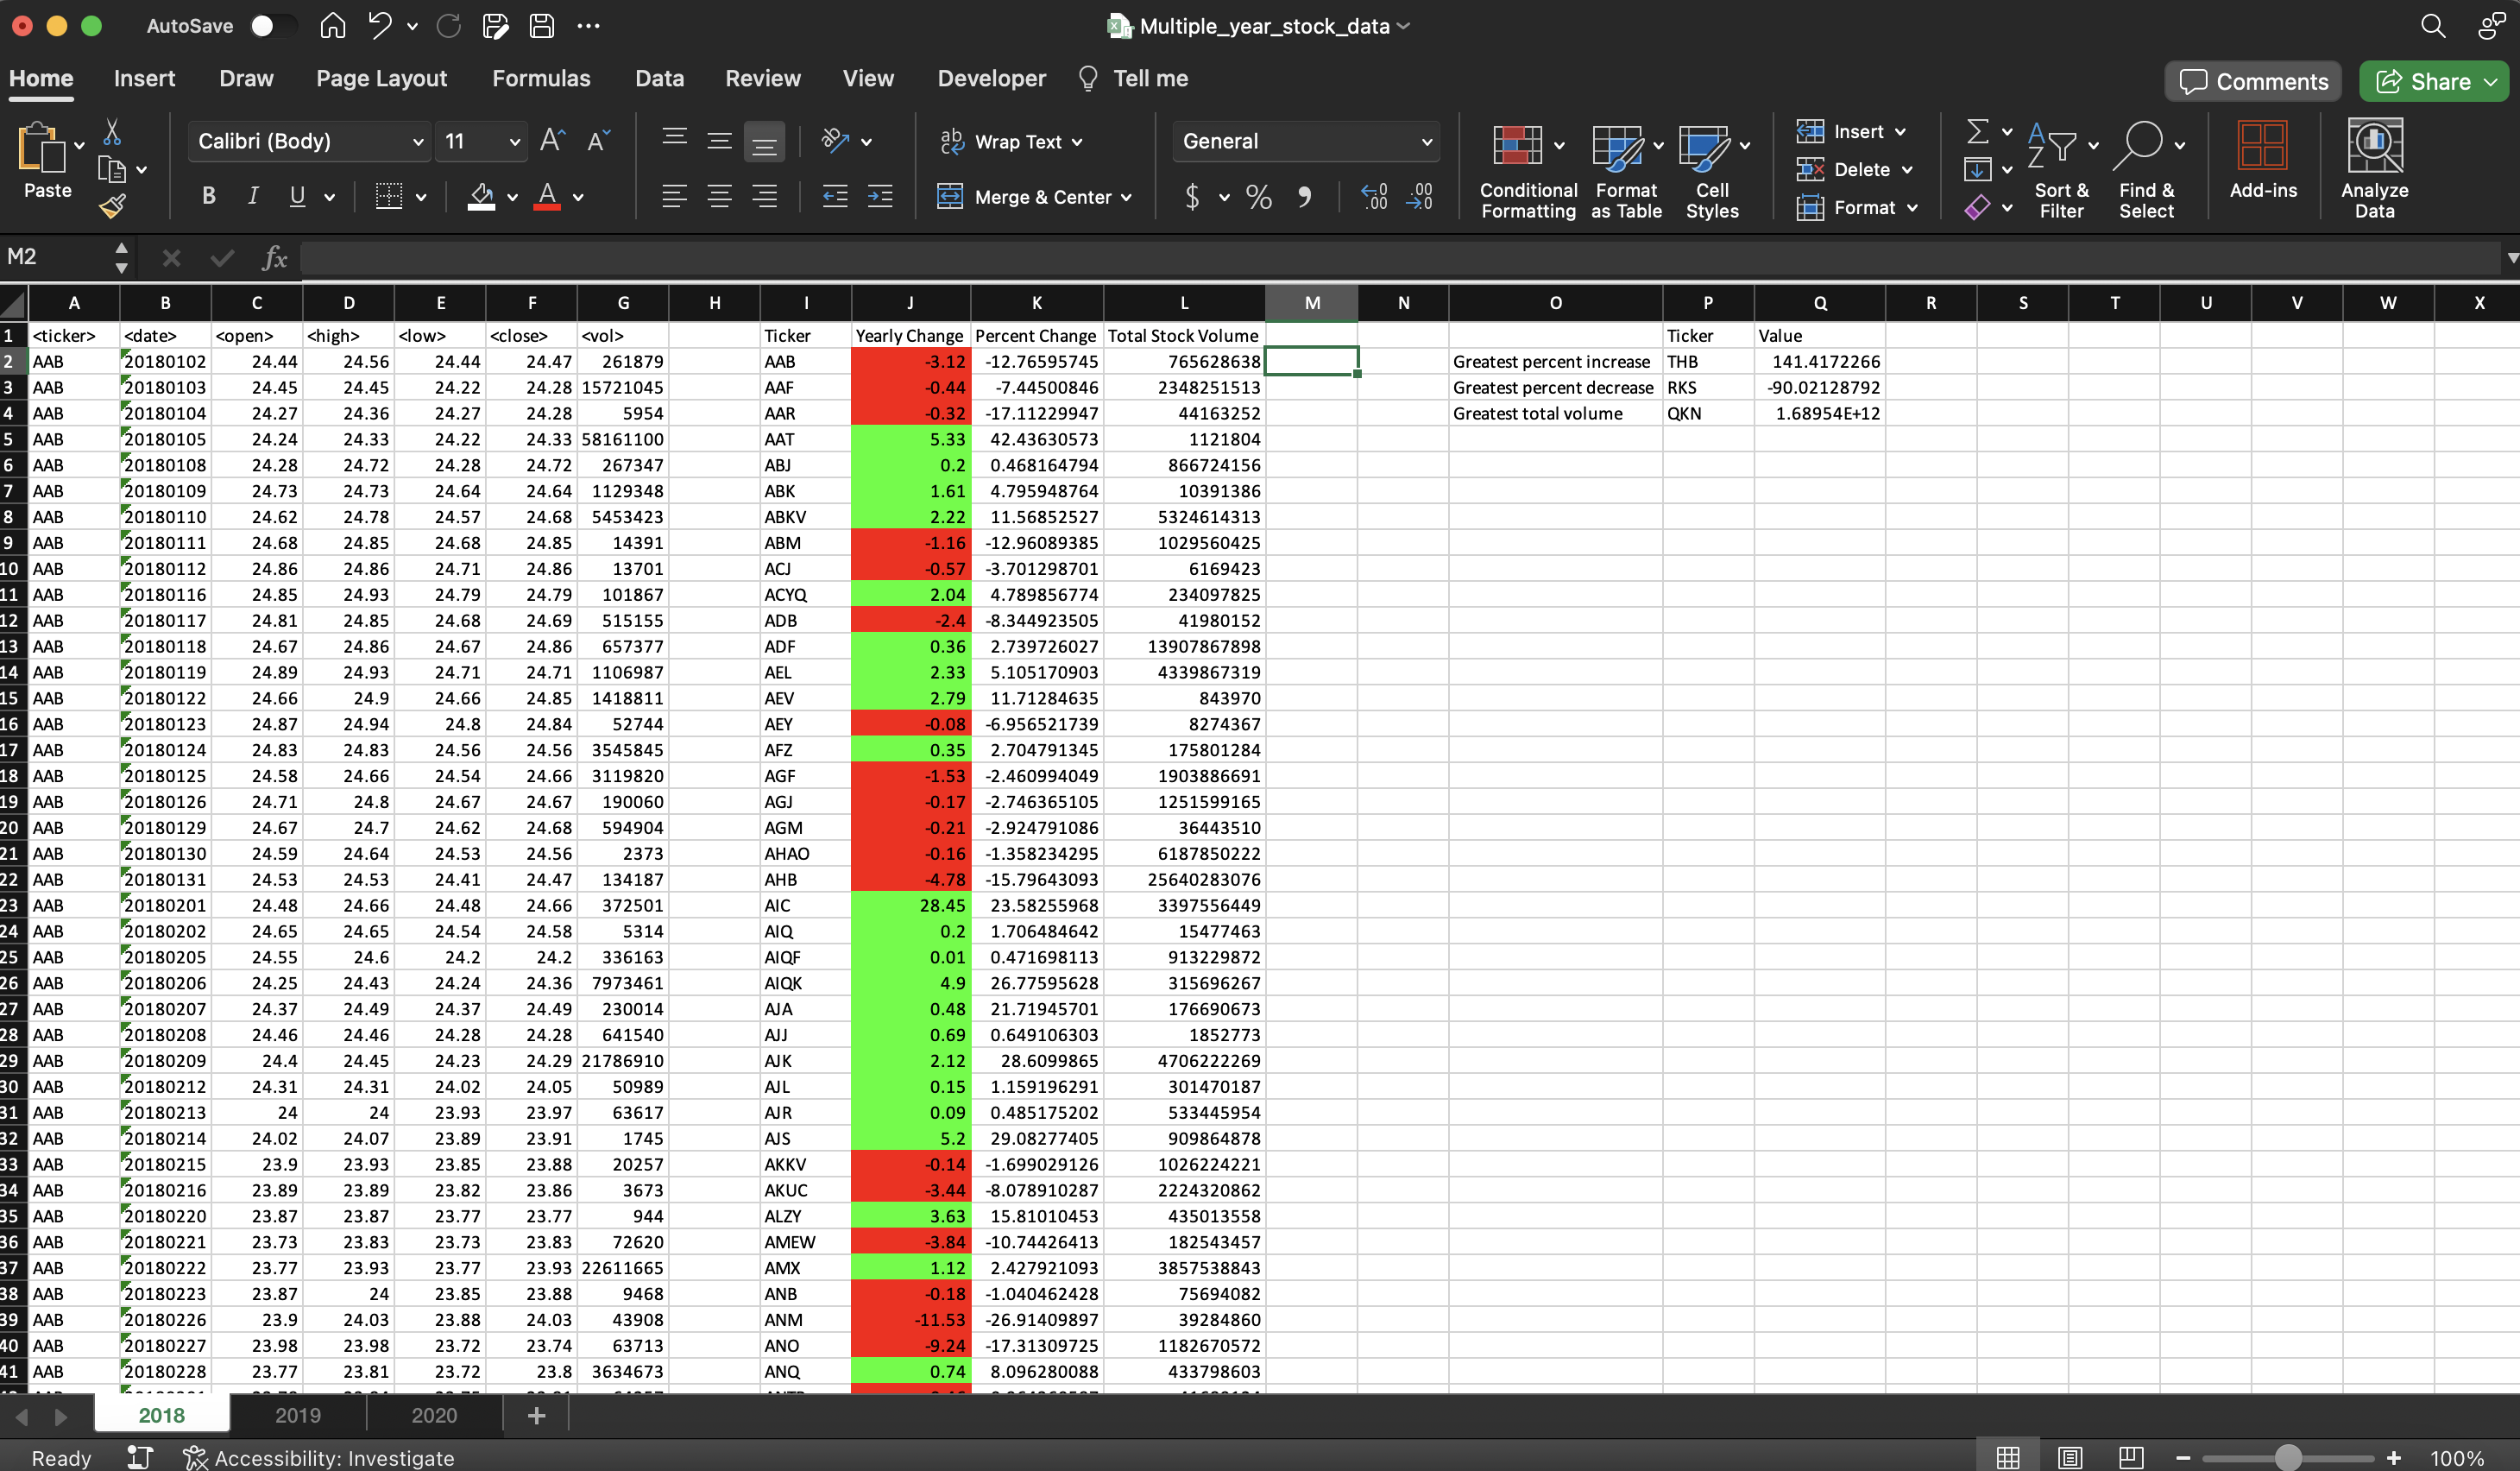 AutoSave Multiple_year_stock_data
Home Insert Draw Page Layout Formulas Data Review View Developer Tell me Comments Share
Calibri (Body) 11 A^ A ab Wrap Text General Insert Σ A
Paste B I U A Merge & Center $ % , .00 .00 Conditional Formatting Format as Table Cell Styles Delete Format Z Sort & Filter Find & Select Add-ins Analyze Data
M2 fx
A B C D E F G H I J K L M N O P Q R S T U V W X
1 <ticker> <date> <open> <high> <low> <close> <vol> Ticker Yearly Change Percent Change Total Stock Volume Ticker Value
2 AAB 20180102 24.44 24.56 24.44 24.47 261879 AAB -3.12 -12.76595745 765628638 Greatest percent increase THB 141.4172266
3 AAB 20180103 24.45 24.45 24.22 24.28 15721045 AAF -0.44 -7.44500846 2348251513 Greatest percent decrease RKS -90.02128792
4 AAB 20180104 24.27 24.36 24.27 24.28 5954 AAR -0.32 -17.11229947 44163252 Greatest total volume QKN 1.68954E+12
5 AAB 20180105 24.24 24.33 24.22 24.33 58161100 AAT 5.33 42.43630573 1121804
6 AAB 20180108 24.28 24.72 24.28 24.72 267347 ABJ 0.2 0.468164794 866724156
7 AAB 20180109 24.73 24.73 24.64 24.64 1129348 ABK 1.61 4.795948764 10391386
8 AAB 20180110 24.62 24.78 24.57 24.68 5453423 ABKV 2.22 11.56852527 5324614313
9 AAB 20180111 24.68 24.85 24.68 24.85 14391 ABM -1.16 -12.96089385 1029560425
10 AAB 20180112 24.86 24.86 24.71 24.86 13701 ACJ -0.57 -3.701298701 6169423
11 AAB 20180116 24.85 24.93 24.79 24.79 101867 ACYQ 2.04 4.789856774 234097825
12 AAB 20180117 24.81 24.85 24.68 24.69 515155 ADB -2.4 -8.344923505 41980152
13 AAB 20180118 24.67 24.86 24.67 24.86 657377 ADF 0.36 2.739726027 13907867898
14 AAB 20180119 24.89 24.93 24.71 24.71 1106987 AEL 2.33 5.105170903 4339867319
15 AAB 20180122 24.66 24.9 24.66 24.85 1418811 AEV 2.79 11.71284635 843970
16 AAB 20180123 24.87 24.94 24.8 24.84 52744 AEY -0.08 -6.956521739 8274367
17 AAB 20180124 24.83 24.83 24.56 24.56 3545845 AFZ 0.35 2.704791345 175801284
18 AAB 20180125 24.58 24.66 24.54 24.66 3119820 AGF -1.53 -2.460994049 1903886691
19 AAB 20180126 24.71 24.8 24.67 24.67 190060 AGJ -0.17 -2.746365105 1251599165
20 AAB 20180129 24.67 24.7 24.62 24.68 594904 AGM -0.21 -2.924791086 36443510
21 AAB 20180130 24.59 24.64 24.53 24.56 2373 AHAO -0.16 -1.358234295 6187850222
22 AAB 20180131 24.53 24.53 24.41 24.47 134187 AHB -4.78 -15.79643093 25640283076
23 AAB 20180201 24.48 24.66 24.48 24.66 372501 AIC 28.45 23.58255968 3397556449
24 AAB 20180202 24.65 24.65 24.54 24.58 5314 AIQ 0.2 1.706484642 15477463
25 AAB 20180205 24.55 24.6 24.2 24.2 336163 AIQF 0.01 0.471698113 913229872
26 AAB 20180206 24.25 24.43 24.24 24.36 7973461 AIQK 4.9 26.77595628 315696267
27 AAB 20180207 24.37 24.49 24.37 24.49 230014 AJA 0.48 21.71945701 176690673
28 AAB 20180208 24.46 24.46 24.28 24.28 641540 AJJ 0.69 0.649106303 1852773
29 AAB 20180209 24.4 24.45 24.23 24.29 21786910 AJK 2.12 28.6099865 4706222269
30 AAB 20180212 24.31 24.31 24.02 24.05 50989 AJL 0.15 1.159196291 301470187
31 AAB 20180213 24 24 23.93 23.97 63617 AJR 0.09 0.485175202 533445954
32 AAB 20180214 24.02 24.07 23.89 23.91 1745 AJS 5.2 29.08277405 909864878
33 AAB 20180215 23.9 23.93 23.85 23.88 20257 AKKV -0.14 -1.699029126 1026224221
34 AAB 20180216 23.89 23.89 23.82 23.86 3673 AKUC -3.44 -8.078910287 2224320862
35 AAB 20180220 23.87 23.87 23.77 23.77 944 ALZY 3.63 15.81010453 435013558
36 AAB 20180221 23.73 23.83 23.73 23.83 72620 AMEW -3.84 -10.74426413 182543457
37 AAB 20180222 23.77 23.93 23.77 23.93 22611665 AMX 1.12 2.427921093 3857538843
38 AAB 20180223 23.87 24 23.85 23.88 9468 ANB -0.18 -1.040462428 75694082
39 AAB 20180226 23.9 24.03 23.88 24.03 43908 ANM -11.53 -26.91409897 39284860
40 AAB 20180227 23.98 23.98 23.72 23.74 63713 ANO -9.24 -17.31309725 1182670572
41 AAB 20180228 23.77 23.81 23.72 23.8 3634673 ANQ 0.74 8.096280088 433798603
2018 2019 2020 +
Ready Accessibility: Investigate 100%